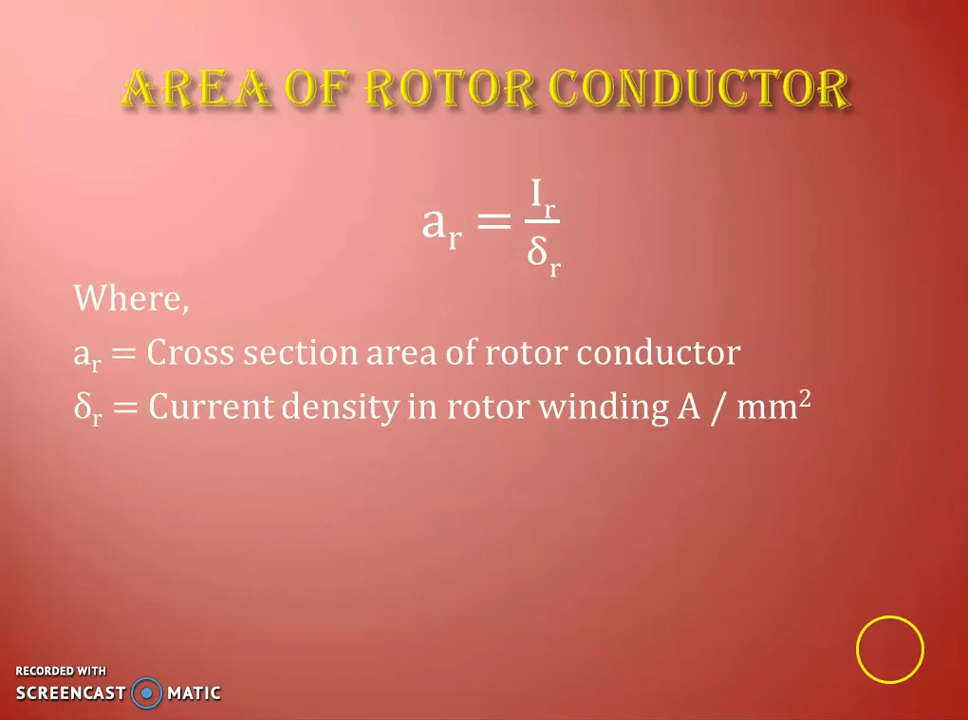 AREA OF ROTOR CONDUCTOR
aᵣ = Iᵣ / δᵣ
Where,
aᵣ = Cross section area of rotor conductor
δᵣ = Current density in rotor winding A / mm²
RECORDED WITH
SCREENCAST MATIC